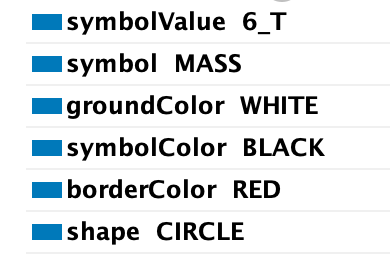 symbolValue 6_T
symbol MASS
groundColor WHITE
symbolColor BLACK
borderColor RED
shape CIRCLE